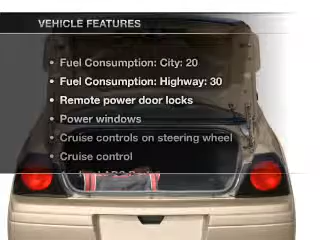 VEHICLE FEATURES
• Fuel Consumption: City: 20
• Fuel Consumption: Highway: 30
• Remote power door locks
• Power windows
• Cruise controls on steering wheel
• Cruise control